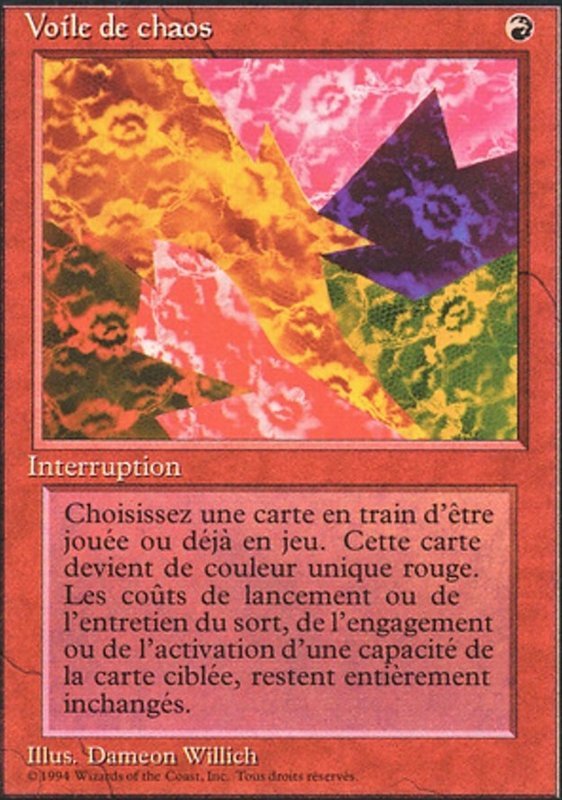 Voile de chaos
Interruption
Choisissez une carte en train d'être
jouée ou déjà en jeu. Cette carte
devient de couleur unique rouge.
Les coûts de lancement ou de
l'entretien du sort, de l'engagement
ou de l'activation d'une capacité de
la carte ciblée, restent entièrement
inchangés.
Illus. Dameon Willich
©1994 Wizards of the Coast, Inc. Tous droits réservés.